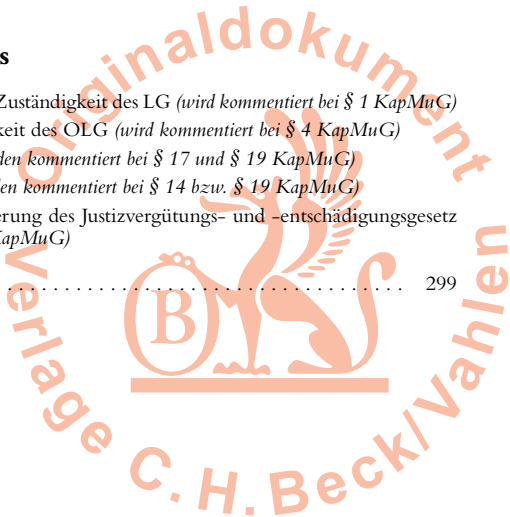 s
Zuständigkeit des LG (wird kommentiert bei § 1 KapMuG)
keit des OLG (wird kommentiert bei § 4 KapMuG)
den kommentiert bei § 17 und § 19 KapMuG)
den kommentiert bei § 14 bzw. § 19 KapMuG)
erung des Justizvergütungs- und -entschädigungsgesetz
KapMuG)
. . . . . . . . . . . . . . . . . . . . . . . . . . . . . . . . . . . . . 299
Originaldokument
Verlage C.H.Beck/Vahlen
B